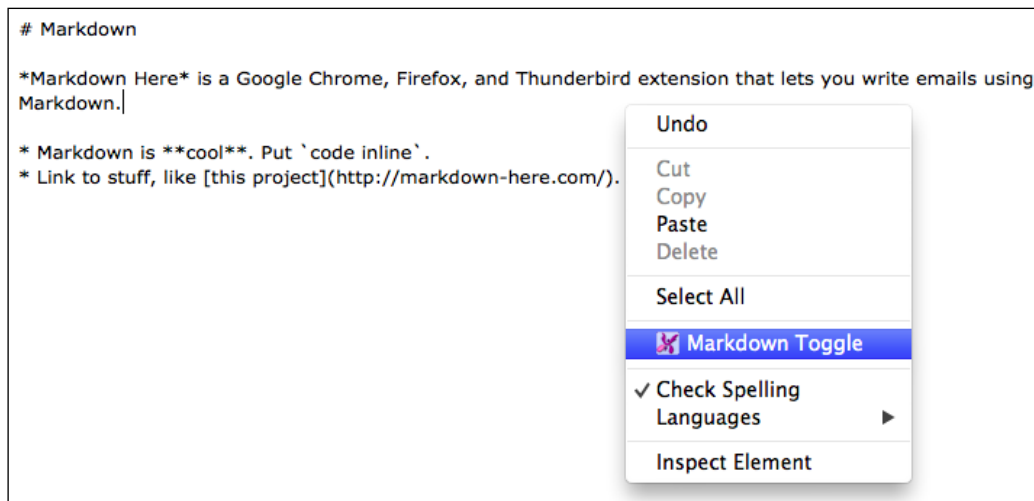 # Markdown
*Markdown Here* is a Google Chrome, Firefox, and Thunderbird extension that lets you write emails using
Markdown.
* Markdown is **cool**. Put `code inline`.
* Link to stuff, like [this project](http://markdown-here.com/).
Undo
Cut
Copy
Paste
Delete
Select All
Markdown Toggle
✓ Check Spelling
Languages ▶
Inspect Element